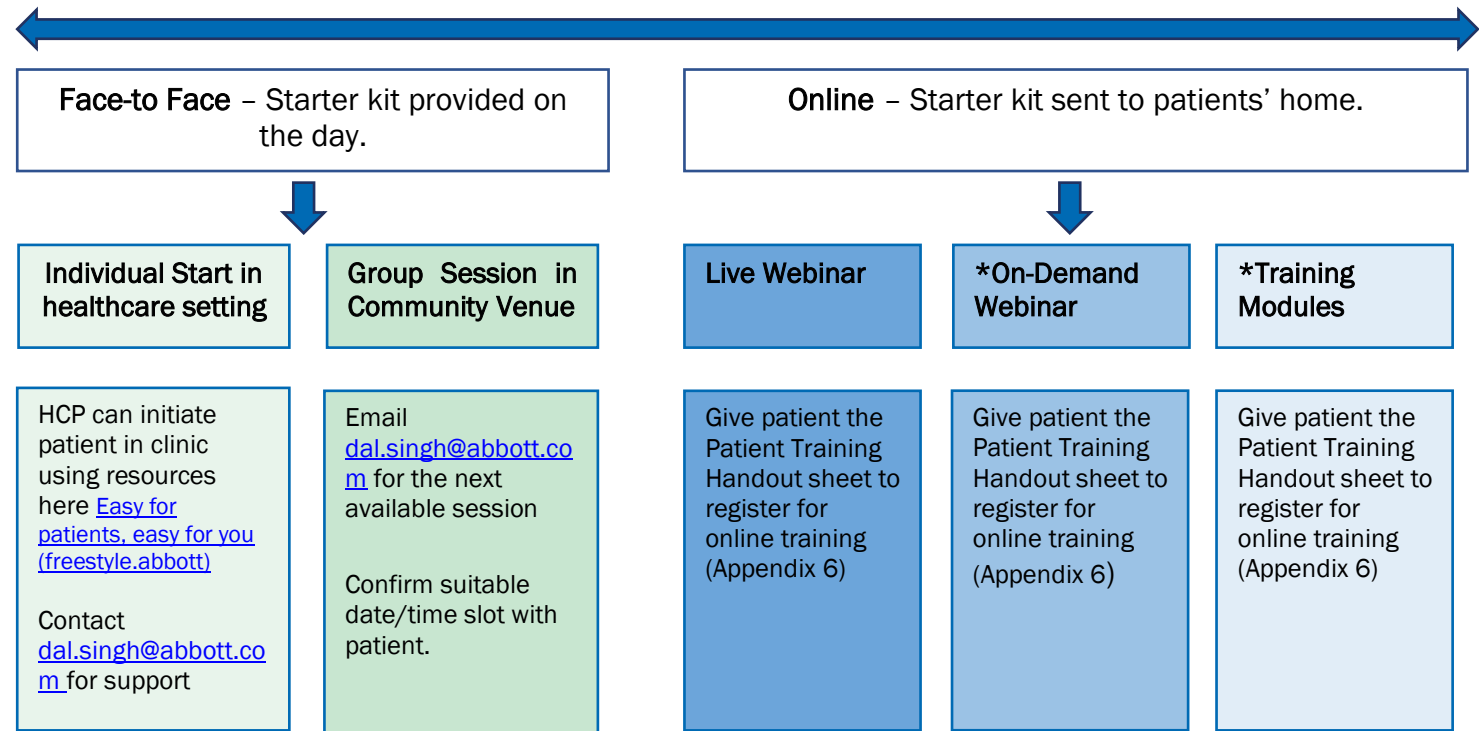 Face-to Face – Starter kit provided on
the day.
Online – Starter kit sent to patients’ home.
Individual Start in
healthcare setting
Group Session in
Community Venue
Live Webinar
*On-Demand
Webinar
*Training
Modules
HCP can initiate
patient in clinic
using resources
here Easy for
patients, easy for you
(freestyle.abbott)
Contact
dal.singh@abbott.co
m for support
Email
dal.singh@abbott.co
m for the next
available session
Confirm suitable
date/time slot with
patient.
Give patient the
Patient Training
Handout sheet to
register for
online training
(Appendix 6)
Give patient the
Patient Training
Handout sheet to
register for
online training
(Appendix 6)
Give patient the
Patient Training
Handout sheet to
register for
online training
(Appendix 6)